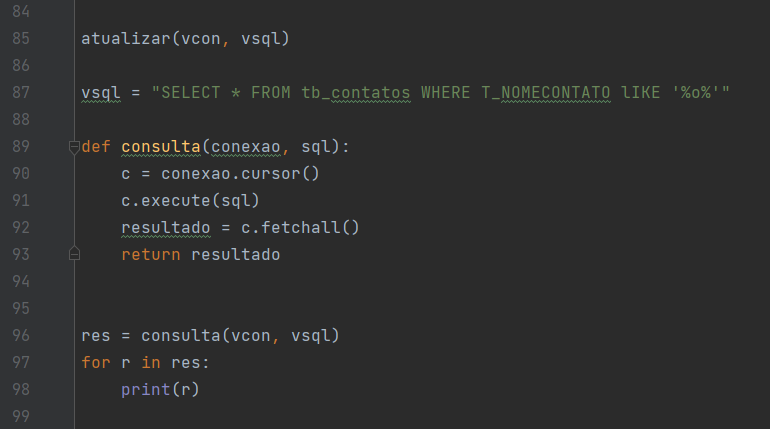 84
85 atualizar(vcon, vsql)
86
87 vsql = "SELECT * FROM tb_contatos WHERE T_NOMECONTATO lIKE '%o%'"
88
89 def consulta(conexao, sql):
90     c = conexao.cursor()
91     c.execute(sql)
92     resultado = c.fetchall()
93     return resultado
94
95
96 res = consulta(vcon, vsql)
97 for r in res:
98     print(r)
99